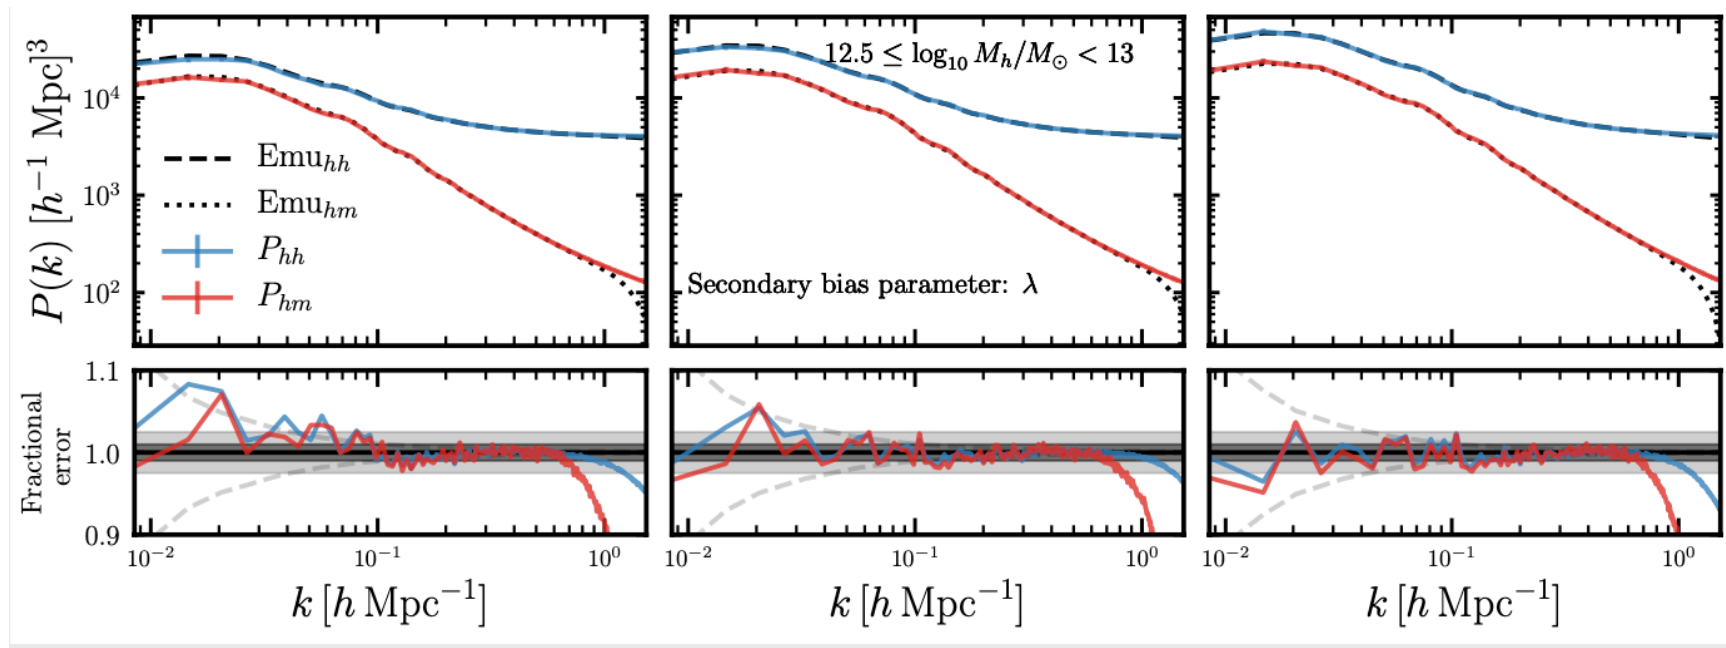 12.5 ≤ log₁₀ Mₕ/M☉ < 13
P(k) [h⁻¹ Mpc]³
10⁴
10³
10²
Emu_hh
Emu_hm
P_hh
P_hm
Secondary bias parameter: λ
Fractional
error
1.1
1.0
0.9
10⁻² 10⁻¹ 10⁰ 10⁻² 10⁻¹ 10⁰ 10⁻² 10⁻¹ 10⁰
k [h Mpc⁻¹] k [h Mpc⁻¹] k [h Mpc⁻¹]